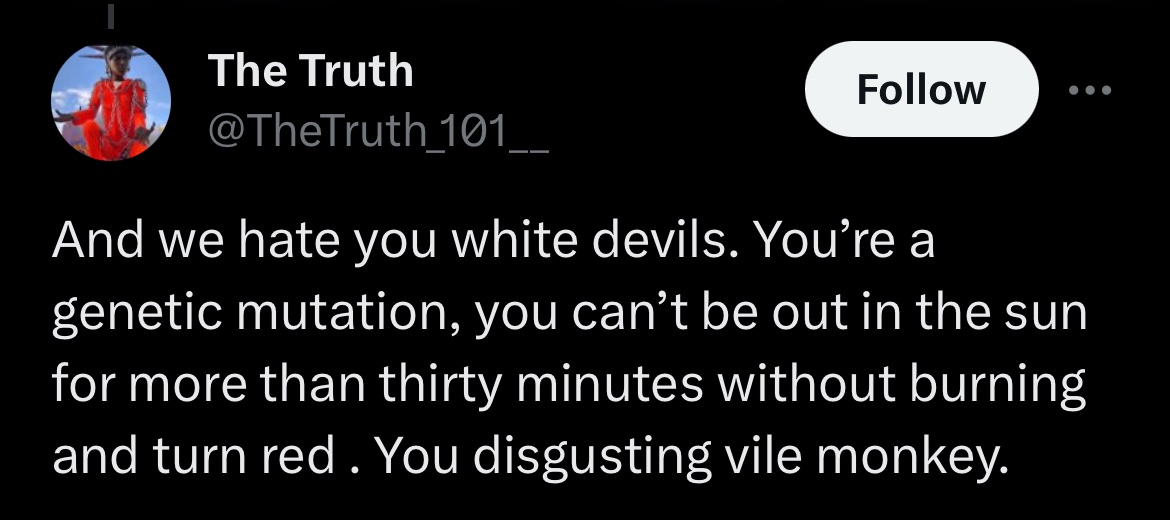 The Truth
@TheTruth_101__
Follow
And we hate you white devils. You’re a
genetic mutation, you can’t be out in the sun
for more than thirty minutes without burning
and turn red . You disgusting vile monkey.